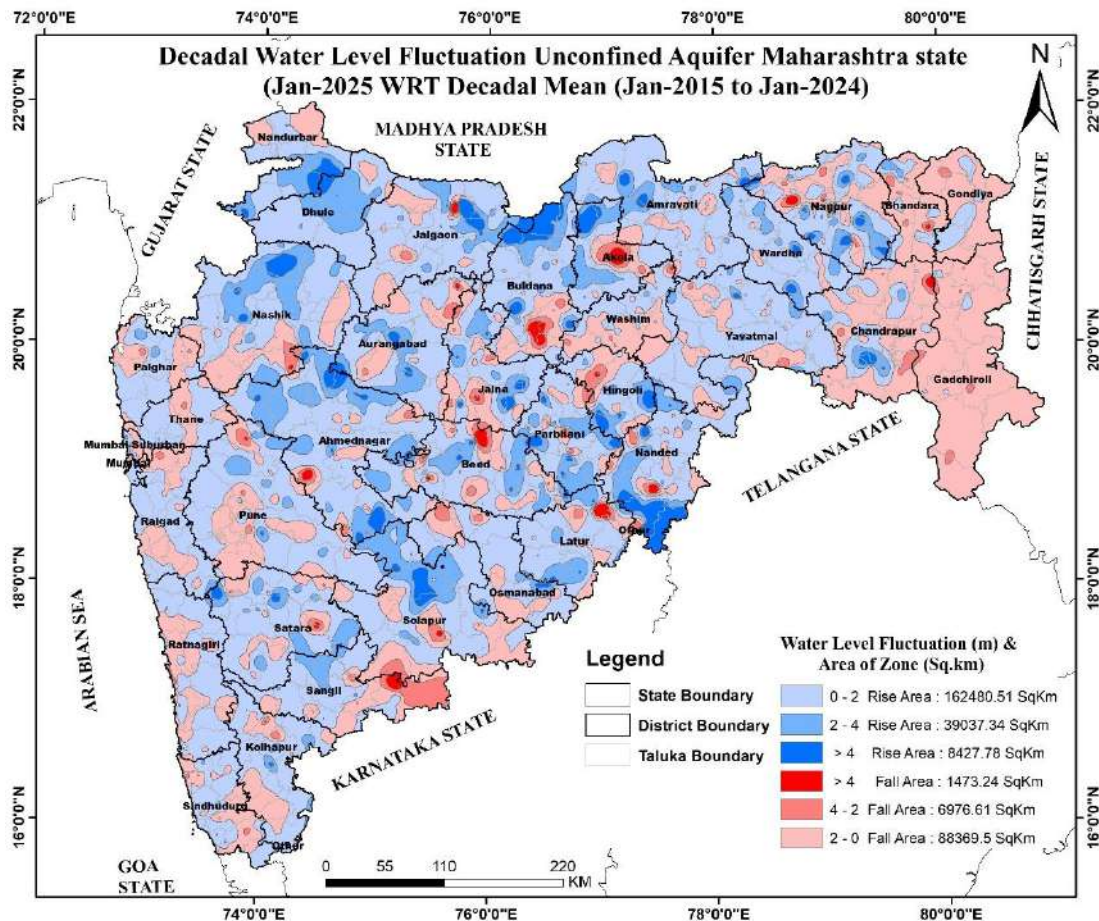 72°0'0"E
74°0'0"E
76°0'0"E
78°0'0"E
80°0'0"E
Decadal Water Level Fluctuation Unconfined Aquifer Maharashtra state
(Jan-2025 WRT Decadal Mean (Jan-2015 to Jan-2024)
N
22°0'0"N
22°0'0"N
GUJARAT STATE
MADHYA PRADESH
STATE
CHHATISGARH STATE
Nandurbar
Dhule
Jalgaon
Amravati
Nagpur
Bhandara
Gondiya
Akola
Wardha
Buldana
Nashik
Washim
Yavatmal
Chandrapur
20°0'0"N
20°0'0"N
Aurangabad
Palghar
Gadchiroli
Jalna
Hingoli
Thane
Mumbai Suburban
Mumbai
Ahmednagar
Parbhani
Beed
Nanded
TELANGANA STATE
Raigad
Pune
Latur
Other
18°0'0"N
18°0'0"N
Osmanabad
Satara
Solapur
Ratnagiri
ARABIAN SEA
Sangli
Kolhapur
KARNATAKA STATE
Sindhudurg
Other
16°0'0"N
16°0'0"N
GOA
STATE
Legend
State Boundary
District Boundary
Taluka Boundary
Water Level Fluctuation (m) &
Area of Zone (Sq.km)
0 - 2 Rise Area : 162480.51 SqKm
2 - 4 Rise Area : 39037.34 SqKm
> 4 Rise Area : 8427.78 SqKm
> 4 Fall Area : 1473.24 SqKm
4 - 2 Fall Area : 6976.61 SqKm
2 - 0 Fall Area : 88369.5 SqKm
0 55 110 220
KM
74°0'0"E
76°0'0"E
78°0'0"E
80°0'0"E